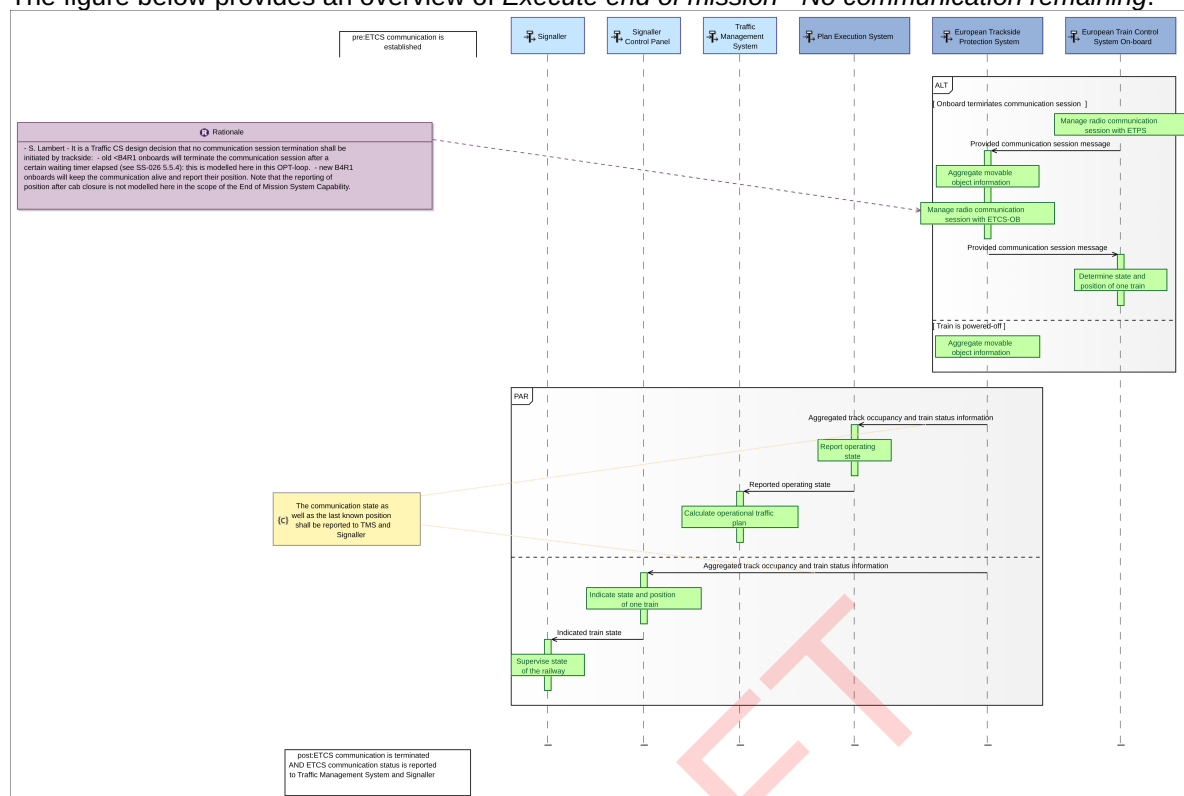 The figure below provides an overview of Execute end of mission - No communication remaining.
pre:ETCS communication is
established
Signaller
Signaller
Control Panel
Traffic
Management
System
Plan Execution System
European Trackside
Protection System
European Train Control
System On-board
ALT
[ Onboard terminates communication session ]
Manage radio communication
session with ETPS
R Rationale
- S. Lambert - It is a Traffic CS design decision that no communication session termination shall be
initiated by trackside: - old <B4R1 onboards will terminate the communication session after a
certain waiting timer elapsed (see SS-026 5.5.4): this is modelled here in this OPT-loop. - new B4R1
onboards will keep the communication alive and report their position. Note that the reporting of
position after cab closure is not modelled here in the scope of the End of Mission System Capability.
Provided communication session message
Aggregate movable
object information
Manage radio communication
session with ETCS-OB
Provided communication session message
Determine state and
position of one train
[ Train is powered-off ]
Aggregate movable
object information
PAR
Aggregated track occupancy and train status information
Report operating
state
Reported operating state
Calculate operational traffic
plan
{C}
The communication state as
well as the last known position
shall be reported to TMS and
Signaller
Aggregated track occupancy and train status information
Indicate state and position
of one train
Indicated train state
Supervise state
of the railway
post:ETCS communication is terminated
AND ETCS communication status is reported
to Traffic Management System and Signaller
ET